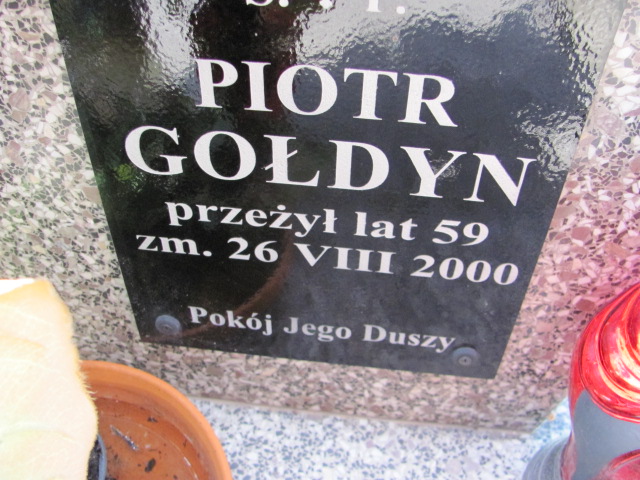 Ś. † P.
PIOTR
GOŁDYN
przeżył lat 59
zm. 26 VIII 2000
Pokój Jego Duszy